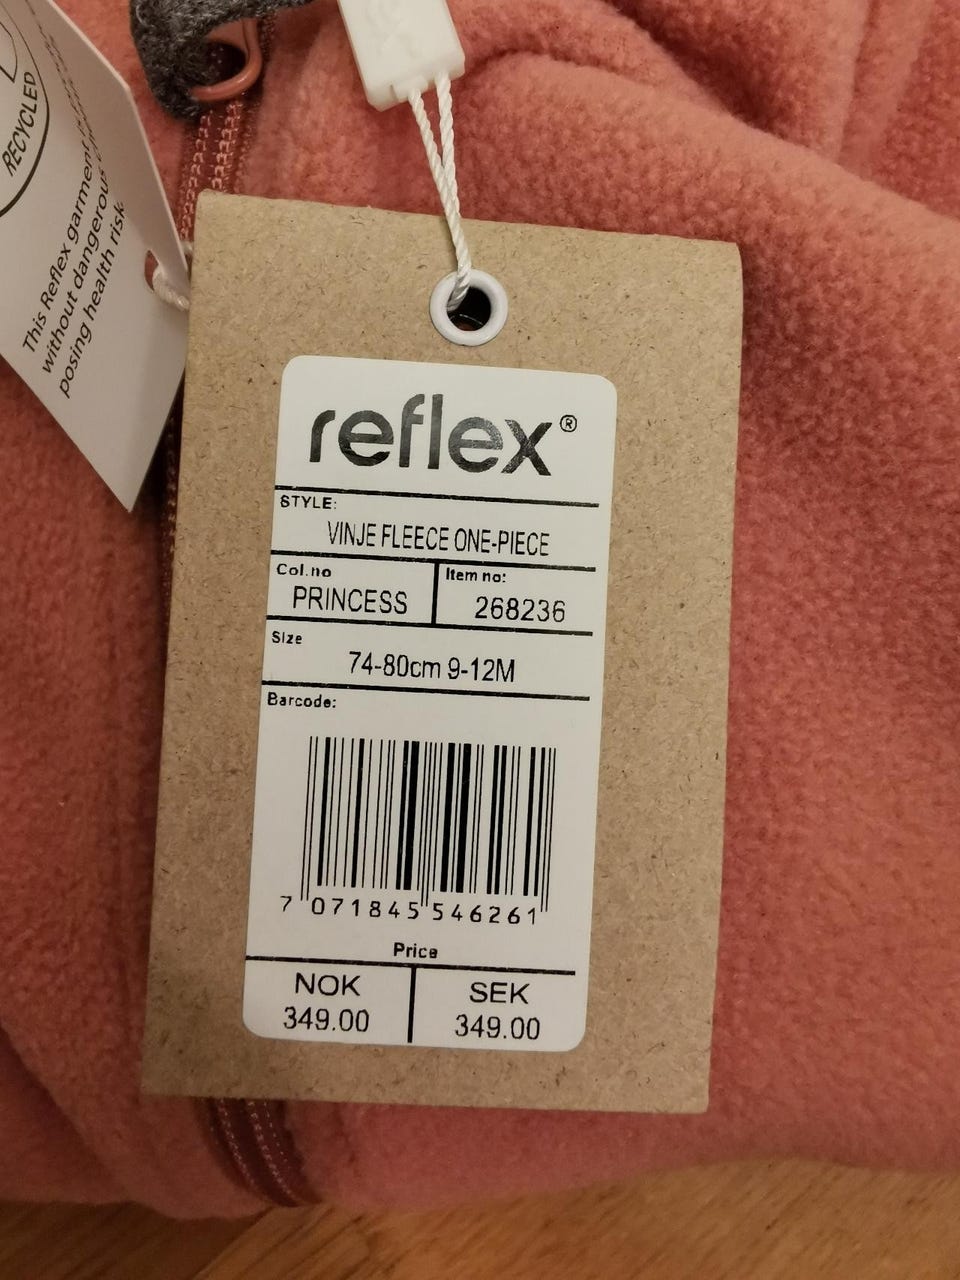 RECYCLED
This Reflex garment
without dangerous
posing health risk
reflex®
STYLE:
VINJE FLEECE ONE-PIECE
Col.no
PRINCESS
Item no:
268236
Size
74-80cm 9-12M
Barcode:
7 071845 546261
Price
NOK
349.00
SEK
349.00